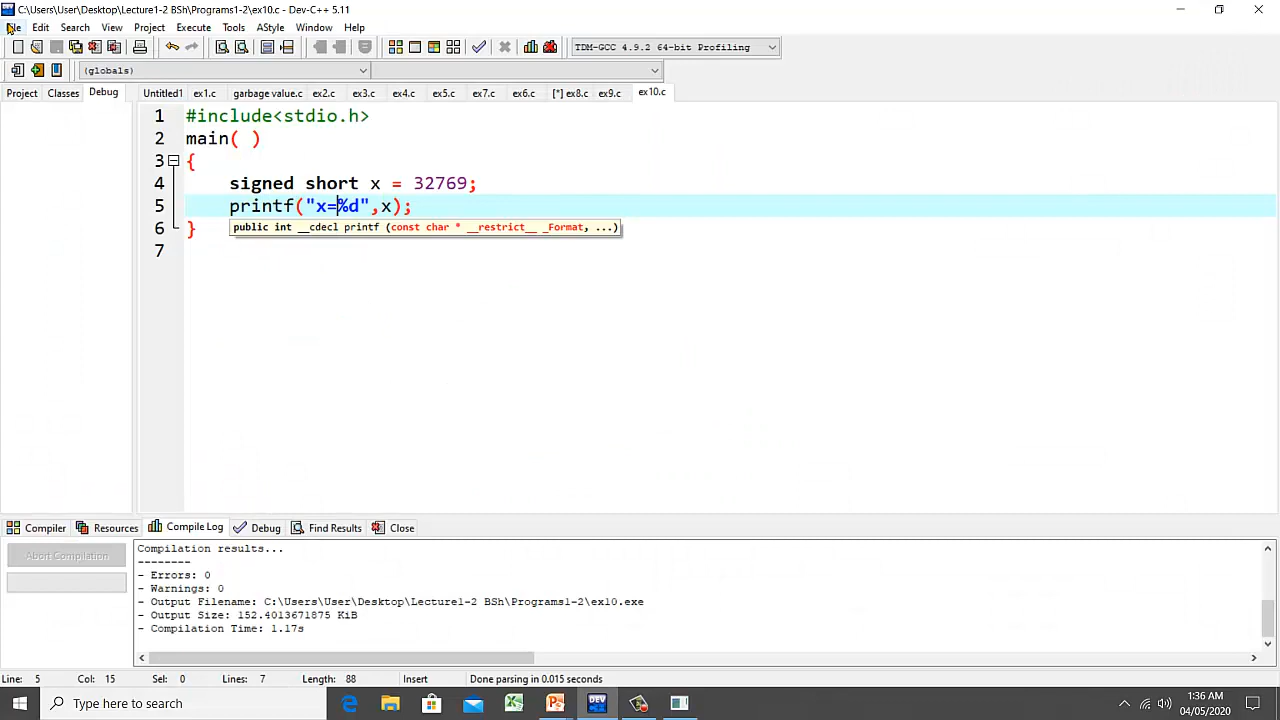 C:\Users\User\Desktop\Lecture1-2 BSh\Programs1-2\ex10.c - Dev-C++ 5.11
File Edit Search View Project Execute Tools AStyle Window Help
TDM-GCC 4.9.2 64-bit Profiling
(globals)
Project Classes Debug Untitled1 ex1.c garbage value.c ex2.c ex3.c ex4.c ex5.c ex7.c ex6.c [*] ex8.c ex9.c ex10.c
1 #include<stdio.h>
2 main( )
3 {
4 signed short x = 32769;
5 printf("x=%d",x);
6 }
public int __cdecl printf (const char * __restrict__ _Format, ...)
7
Compiler Resources Compile Log Debug Find Results Close
Abort Compilation
Compilation results...
--------
- Errors: 0
- Warnings: 0
- Output Filename: C:\Users\User\Desktop\Lecture1-2 BSh\Programs1-2\ex10.exe
- Output Size: 152.4013671875 KiB
- Compilation Time: 1.17s
Line: 5 Col: 15 Sel: 0 Lines: 7 Length: 88 Insert Done parsing in 0.015 seconds
Type here to search
1:36 AM
04/05/2020